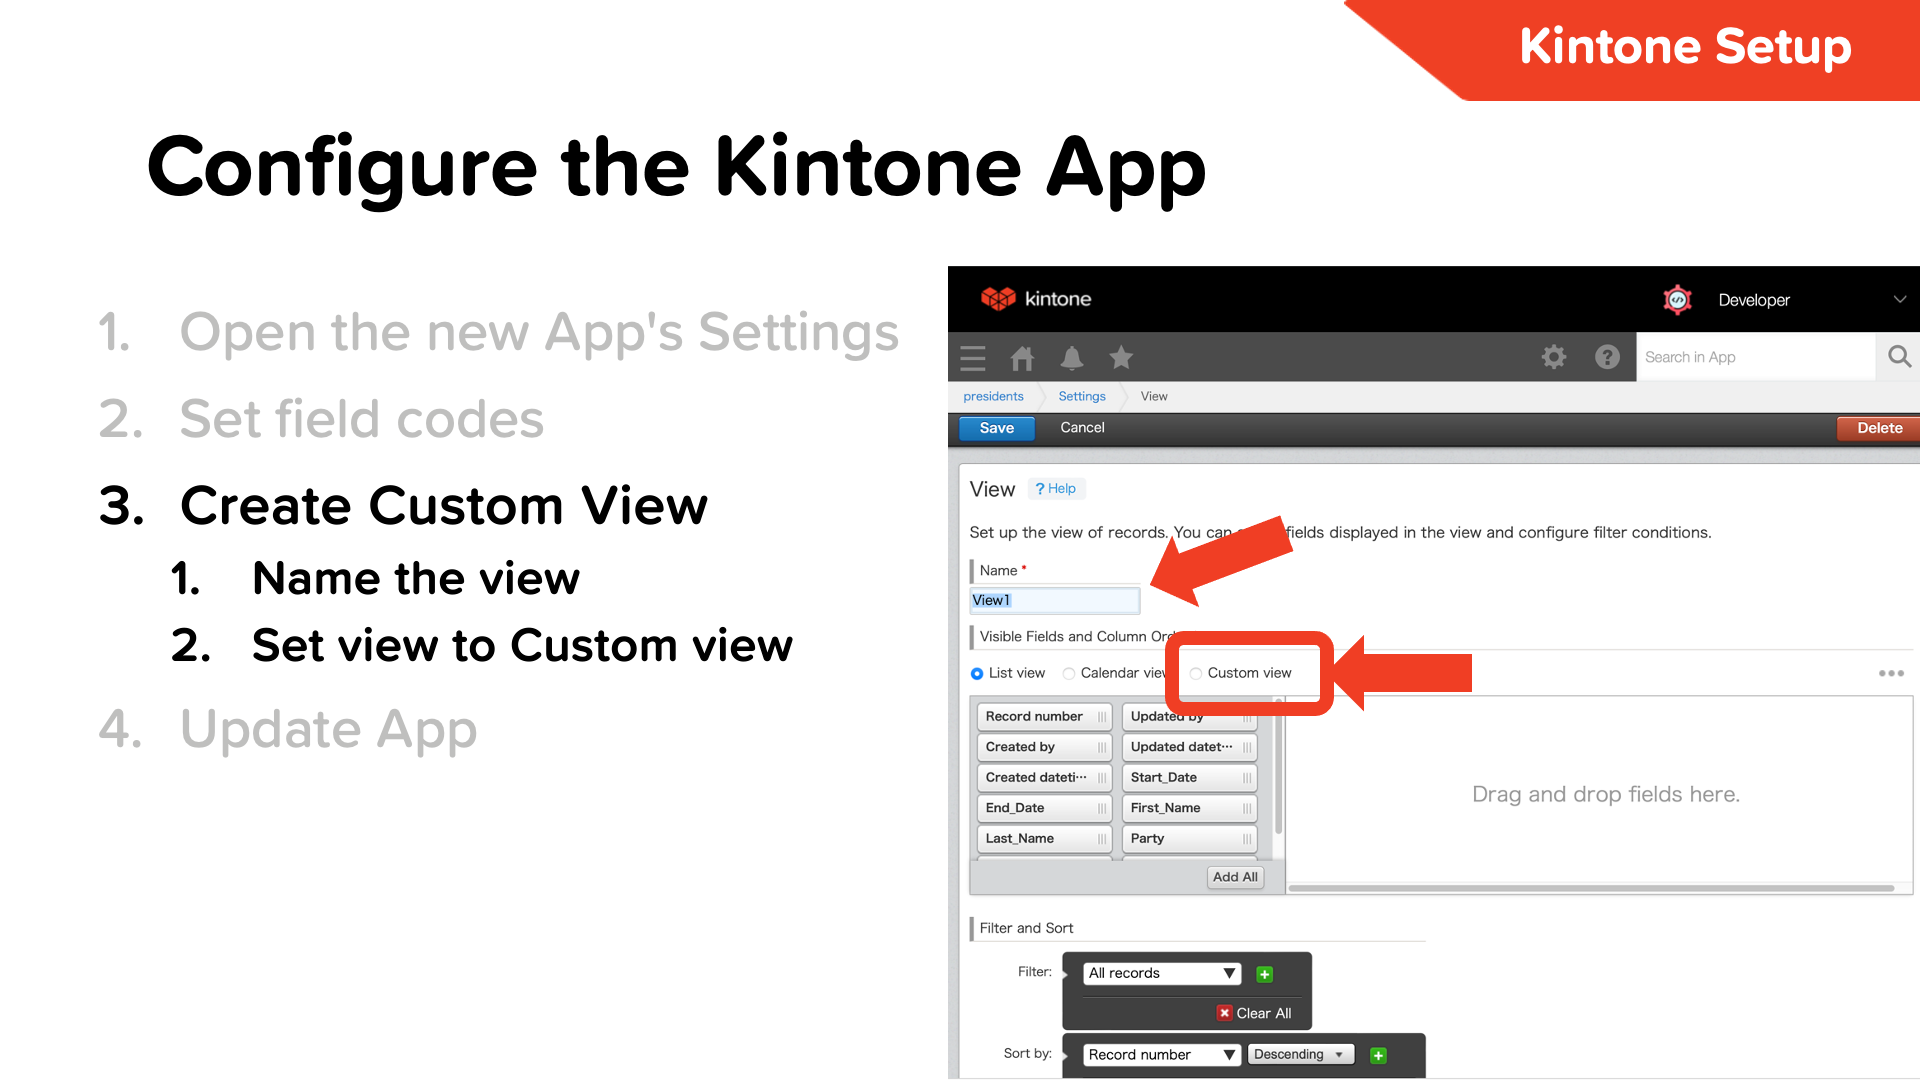 Kintone Setup
Configure the Kintone App
1. Open the new App's Settings
2. Set field codes
3. Create Custom View
1. Name the view
2. Set view to Custom view
4. Update App
kintone
Developer
Search in App
presidents Settings View
Save Cancel Delete
View ? Help
Set up the view of records. You can fields displayed in the view and configure filter conditions.
Name *
View1
Visible Fields and Column
List view Calendar Custom view
Record number Updated by
Created by Updated datet···
Created dateti··· Start_Date
End_Date First_Name
Last_Name Party
Drag and drop fields here.
Add All
Filter and Sort
Filter: All records
Clear All
Sort by: Record number Descending